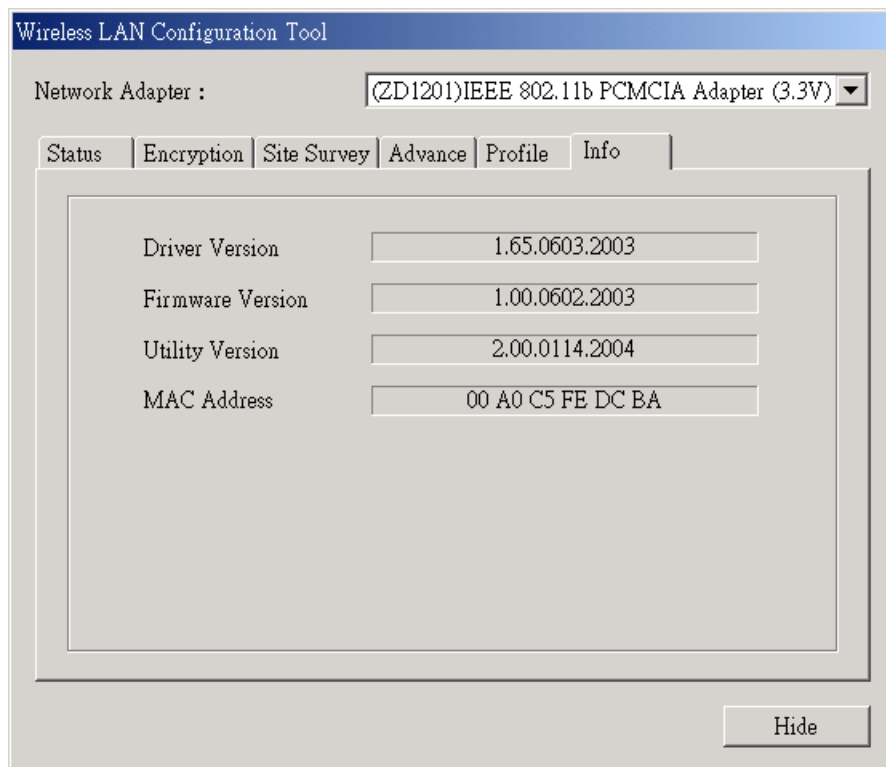 Wireless LAN Configuration Tool
Network Adapter : (ZD1201)IEEE 802.11b PCMCIA Adapter (3.3V)
Status Encryption Site Survey Advance Profile Info
Driver Version 1.65.0603.2003
Firmware Version 1.00.0602.2003
Utility Version 2.00.0114.2004
MAC Address 00 A0 C5 FE DC BA
Hide